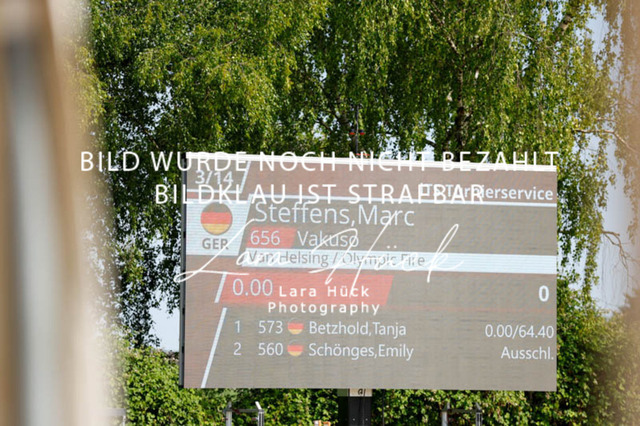 BILD WURDE NOCH NICHT BEZAHLT
BILDKLAU IST STRAFBAR
3/14
Steffens,Marc
GER
656 Vakuso
Van Helsing / Olympic Fire
Lara Hück
0.00
0
Lara Hück
Photography
1 573 Betzhold,Tanja 0.00/64.40
2 560 Schönges,Emily Ausschl.